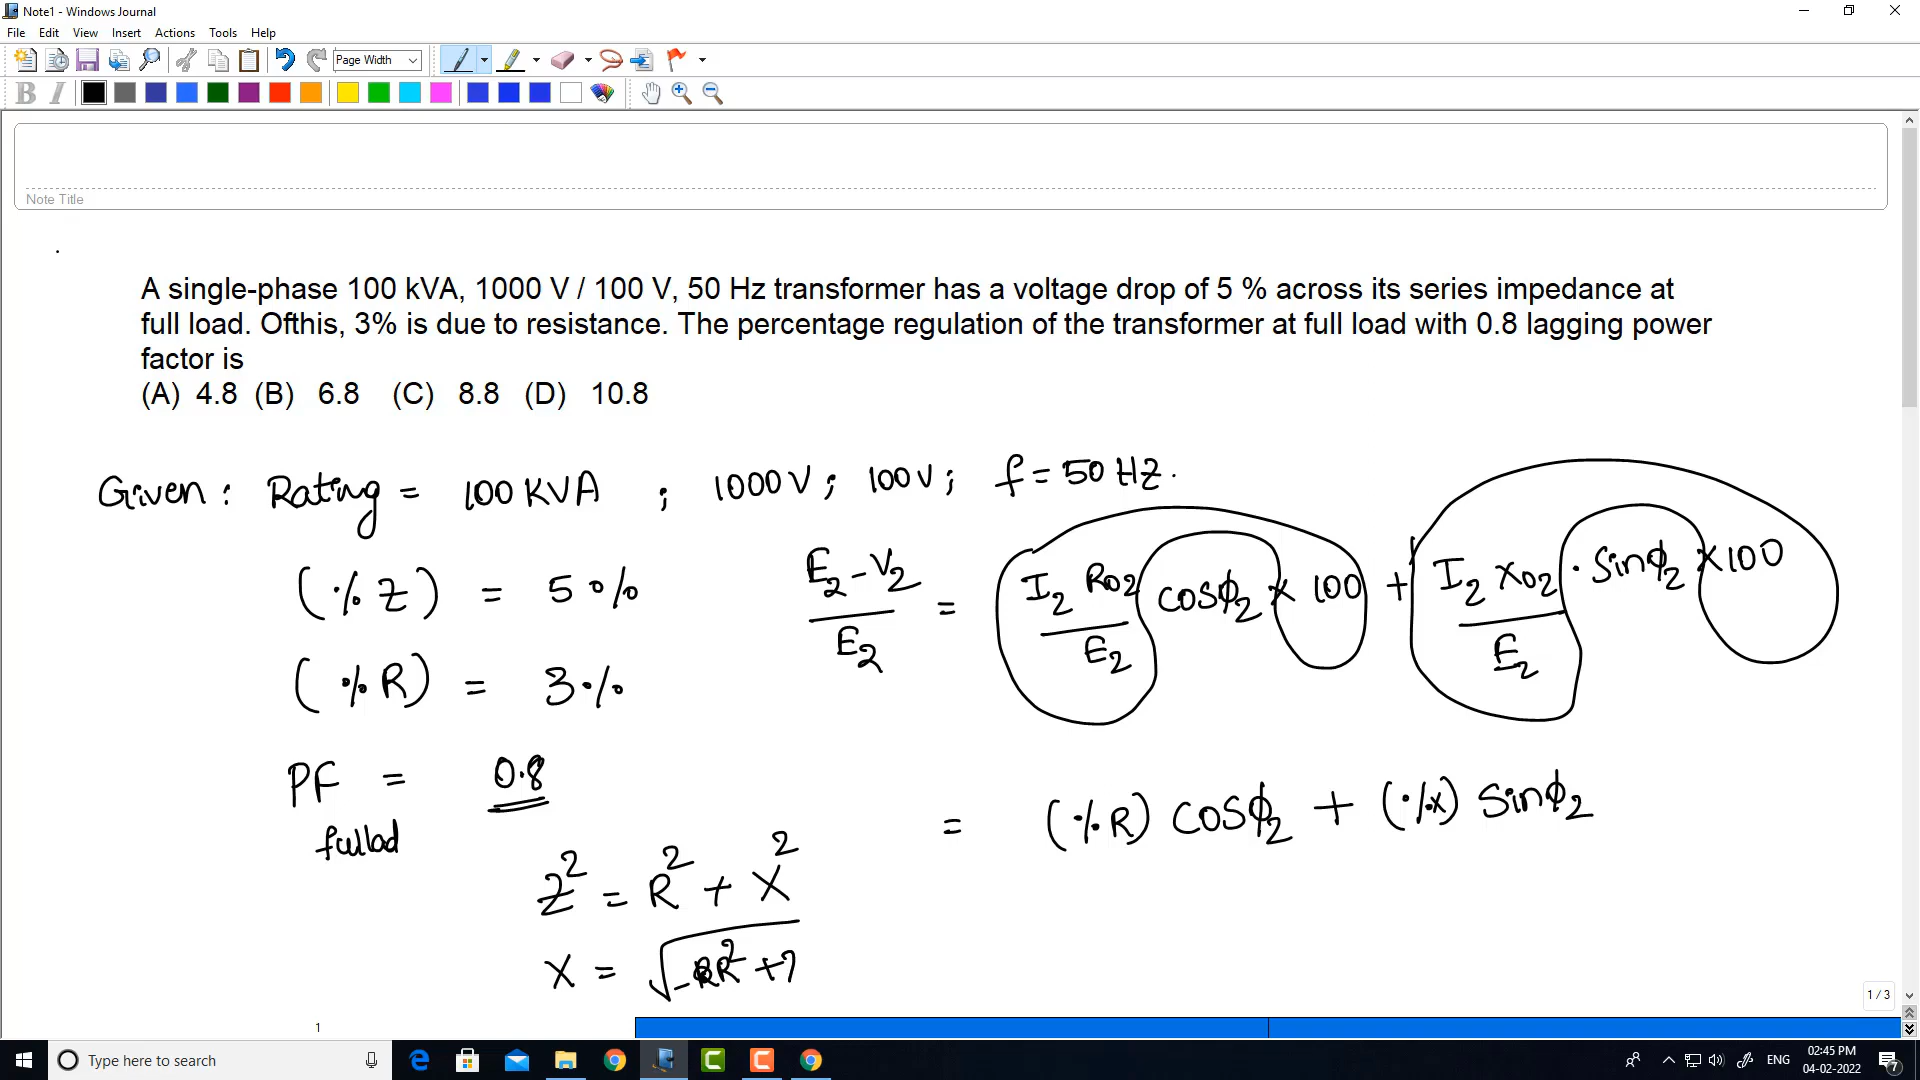 Note1 - Windows Journal
File Edit View Insert Actions Tools Help
Page Width
B I
Note Title
A single-phase 100 kVA, 1000 V / 100 V, 50 Hz transformer has a voltage drop of 5 % across its series impedance at
full load. Ofthis, 3% is due to resistance. The percentage regulation of the transformer at full load with 0.8 lagging power
factor is
(A) 4.8 (B) 6.8 (C) 8.8 (D) 10.8
Given : Rating = 100 KVA ; 1000 V ; 100 V ; f = 50 HZ.
(% Z) = 5 %
(% R) = 3 %
PF = 0.8
fullad
E₂ - V₂ / E₂ = I₂ R₀₂ / E₂ cosϕ₂ × 100 + I₂ X₀₂ / E₂ · sinϕ₂ × 100
= (% R) cosϕ₂ + (% X) sinϕ₂
Z² = R² + X²
X =
1 / 3
1
Type here to search
ENG
02:45 PM
04-02-2022
7